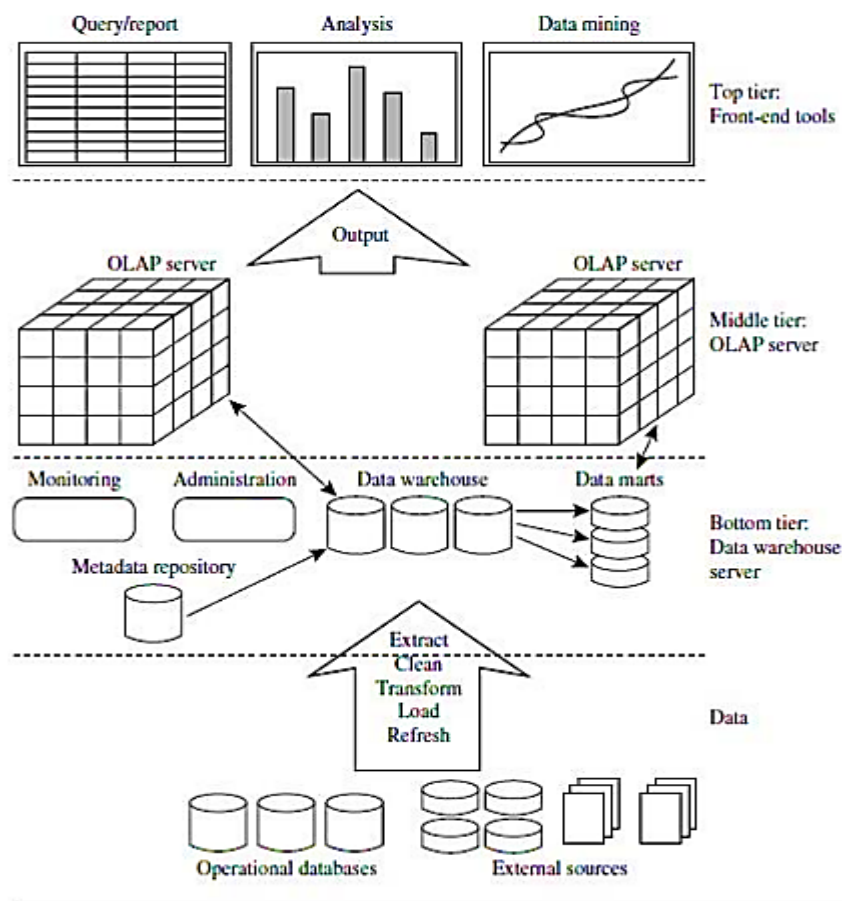 Query/report
Analysis
Data mining
Top tier:
Front-end tools
Output
OLAP server
OLAP server
Middle tier:
OLAP server
Monitoring
Administration
Data warehouse
Data marts
Bottom tier:
Data warehouse
server
Metadata repository
Extract
Clean
Transform
Load
Refresh
Data
Operational databases
External sources